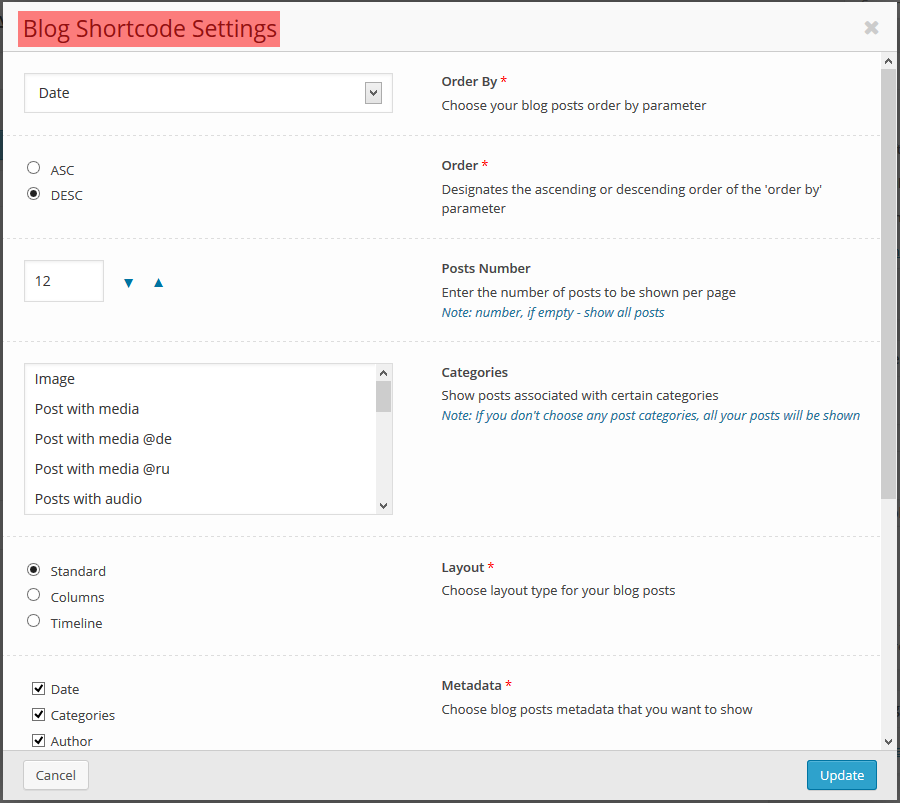 Blog Shortcode Settings
Date
Order By *
Choose your blog posts order by parameter
ASC
DESC
Order *
Designates the ascending or descending order of the 'order by'
parameter
12
Posts Number
Enter the number of posts to be shown per page
Note: number, if empty - show all posts
Image
Post with media
Post with media @de
Post with media @ru
Posts with audio
Categories
Show posts associated with certain categories
Note: If you don't choose any post categories, all your posts will be shown
Standard
Columns
Timeline
Layout *
Choose layout type for your blog posts
Date
Categories
Author
Metadata *
Choose blog posts metadata that you want to show
Cancel
Update